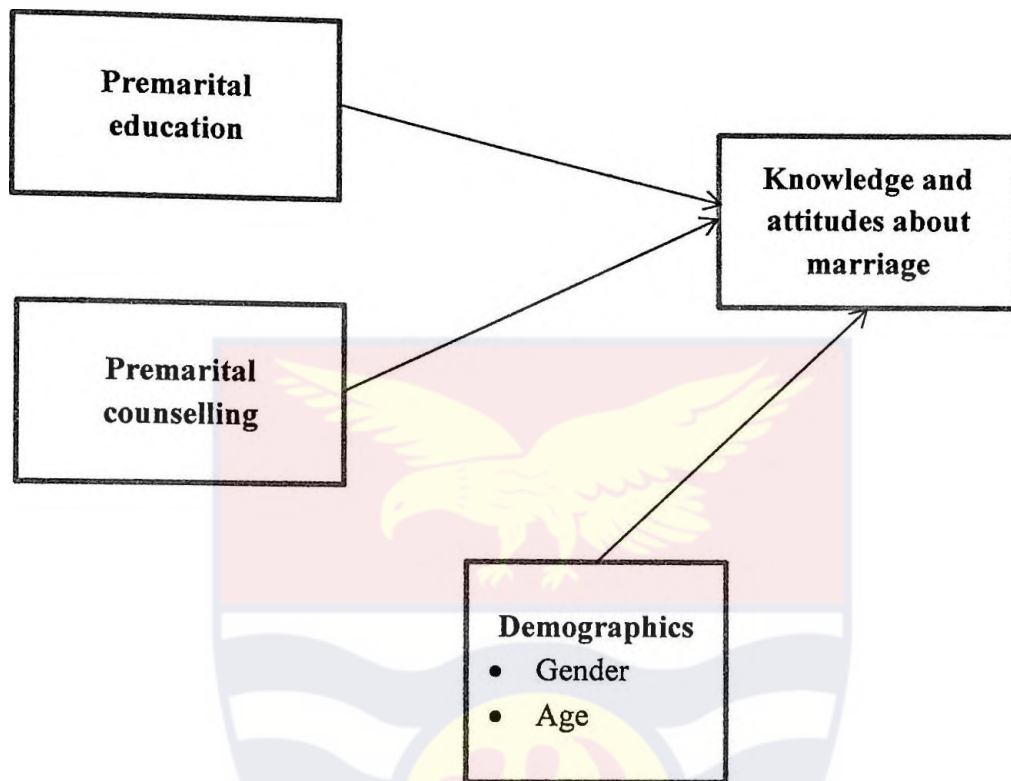 Premarital
education
Knowledge and
attitudes about
marriage
Premarital
counselling
Demographics
• Gender
• Age